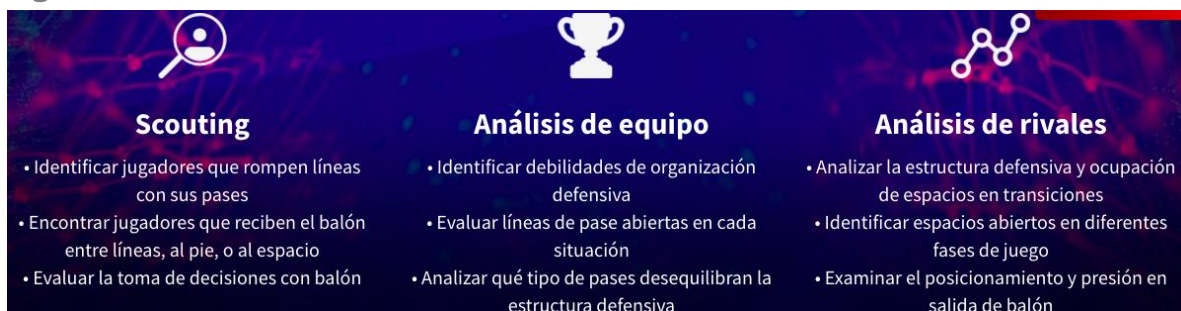 Scouting
• Identificar jugadores que rompen líneas
con sus pases
• Encontrar jugadores que reciben el balón
entre líneas, al pie, o al espacio
• Evaluar la toma de decisiones con balón
Análisis de equipo
• Identificar debilidades de organización
defensiva
• Evaluar líneas de pase abiertas en cada
situación
• Analizar qué tipo de pases desequilibran la
estructura defensiva
Análisis de rivales
• Analizar la estructura defensiva y ocupación
de espacios en transiciones
• Identificar espacios abiertos en diferentes
fases de juego
• Examinar el posicionamiento y presión en
salida de balón